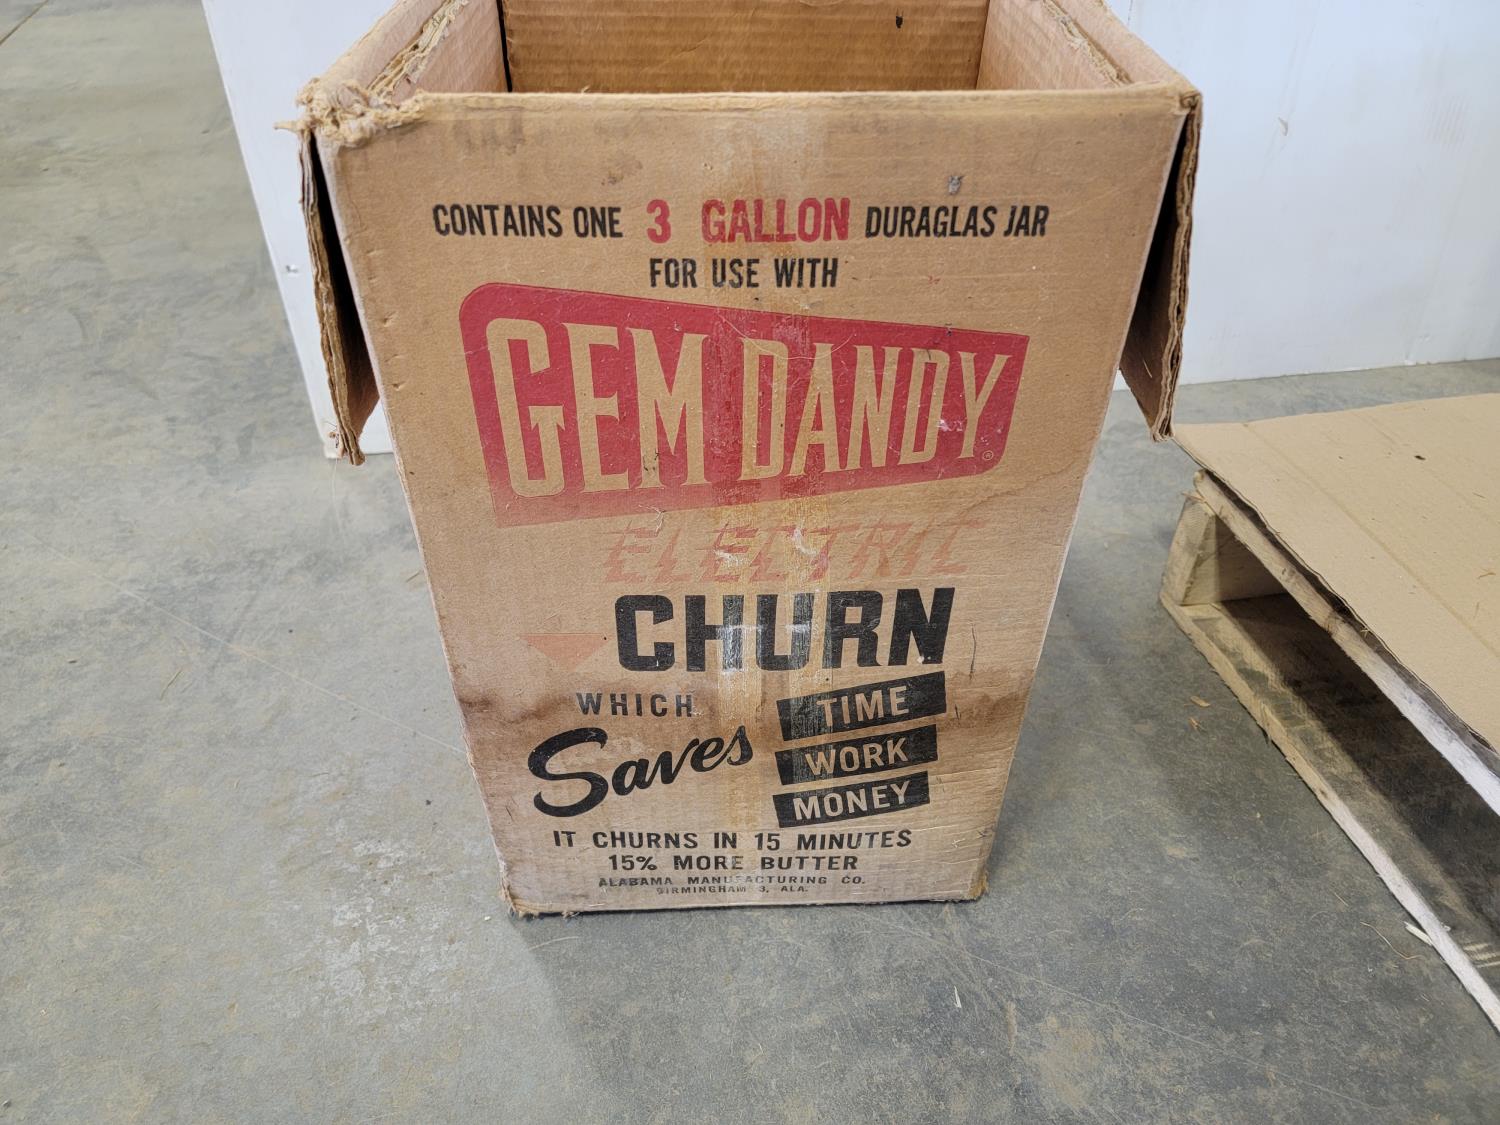 CONTAINS ONE 3 GALLON DURAGLAS JAR
FOR USE WITH
GEM DANDY ®
ELECTRIC
CHURN
WHICH
Saves
TIME
WORK
MONEY
IT CHURNS IN 15 MINUTES
15% MORE BUTTER
ALABAMA MANUFACTURING CO.
BIRMINGHAM 3, ALA.